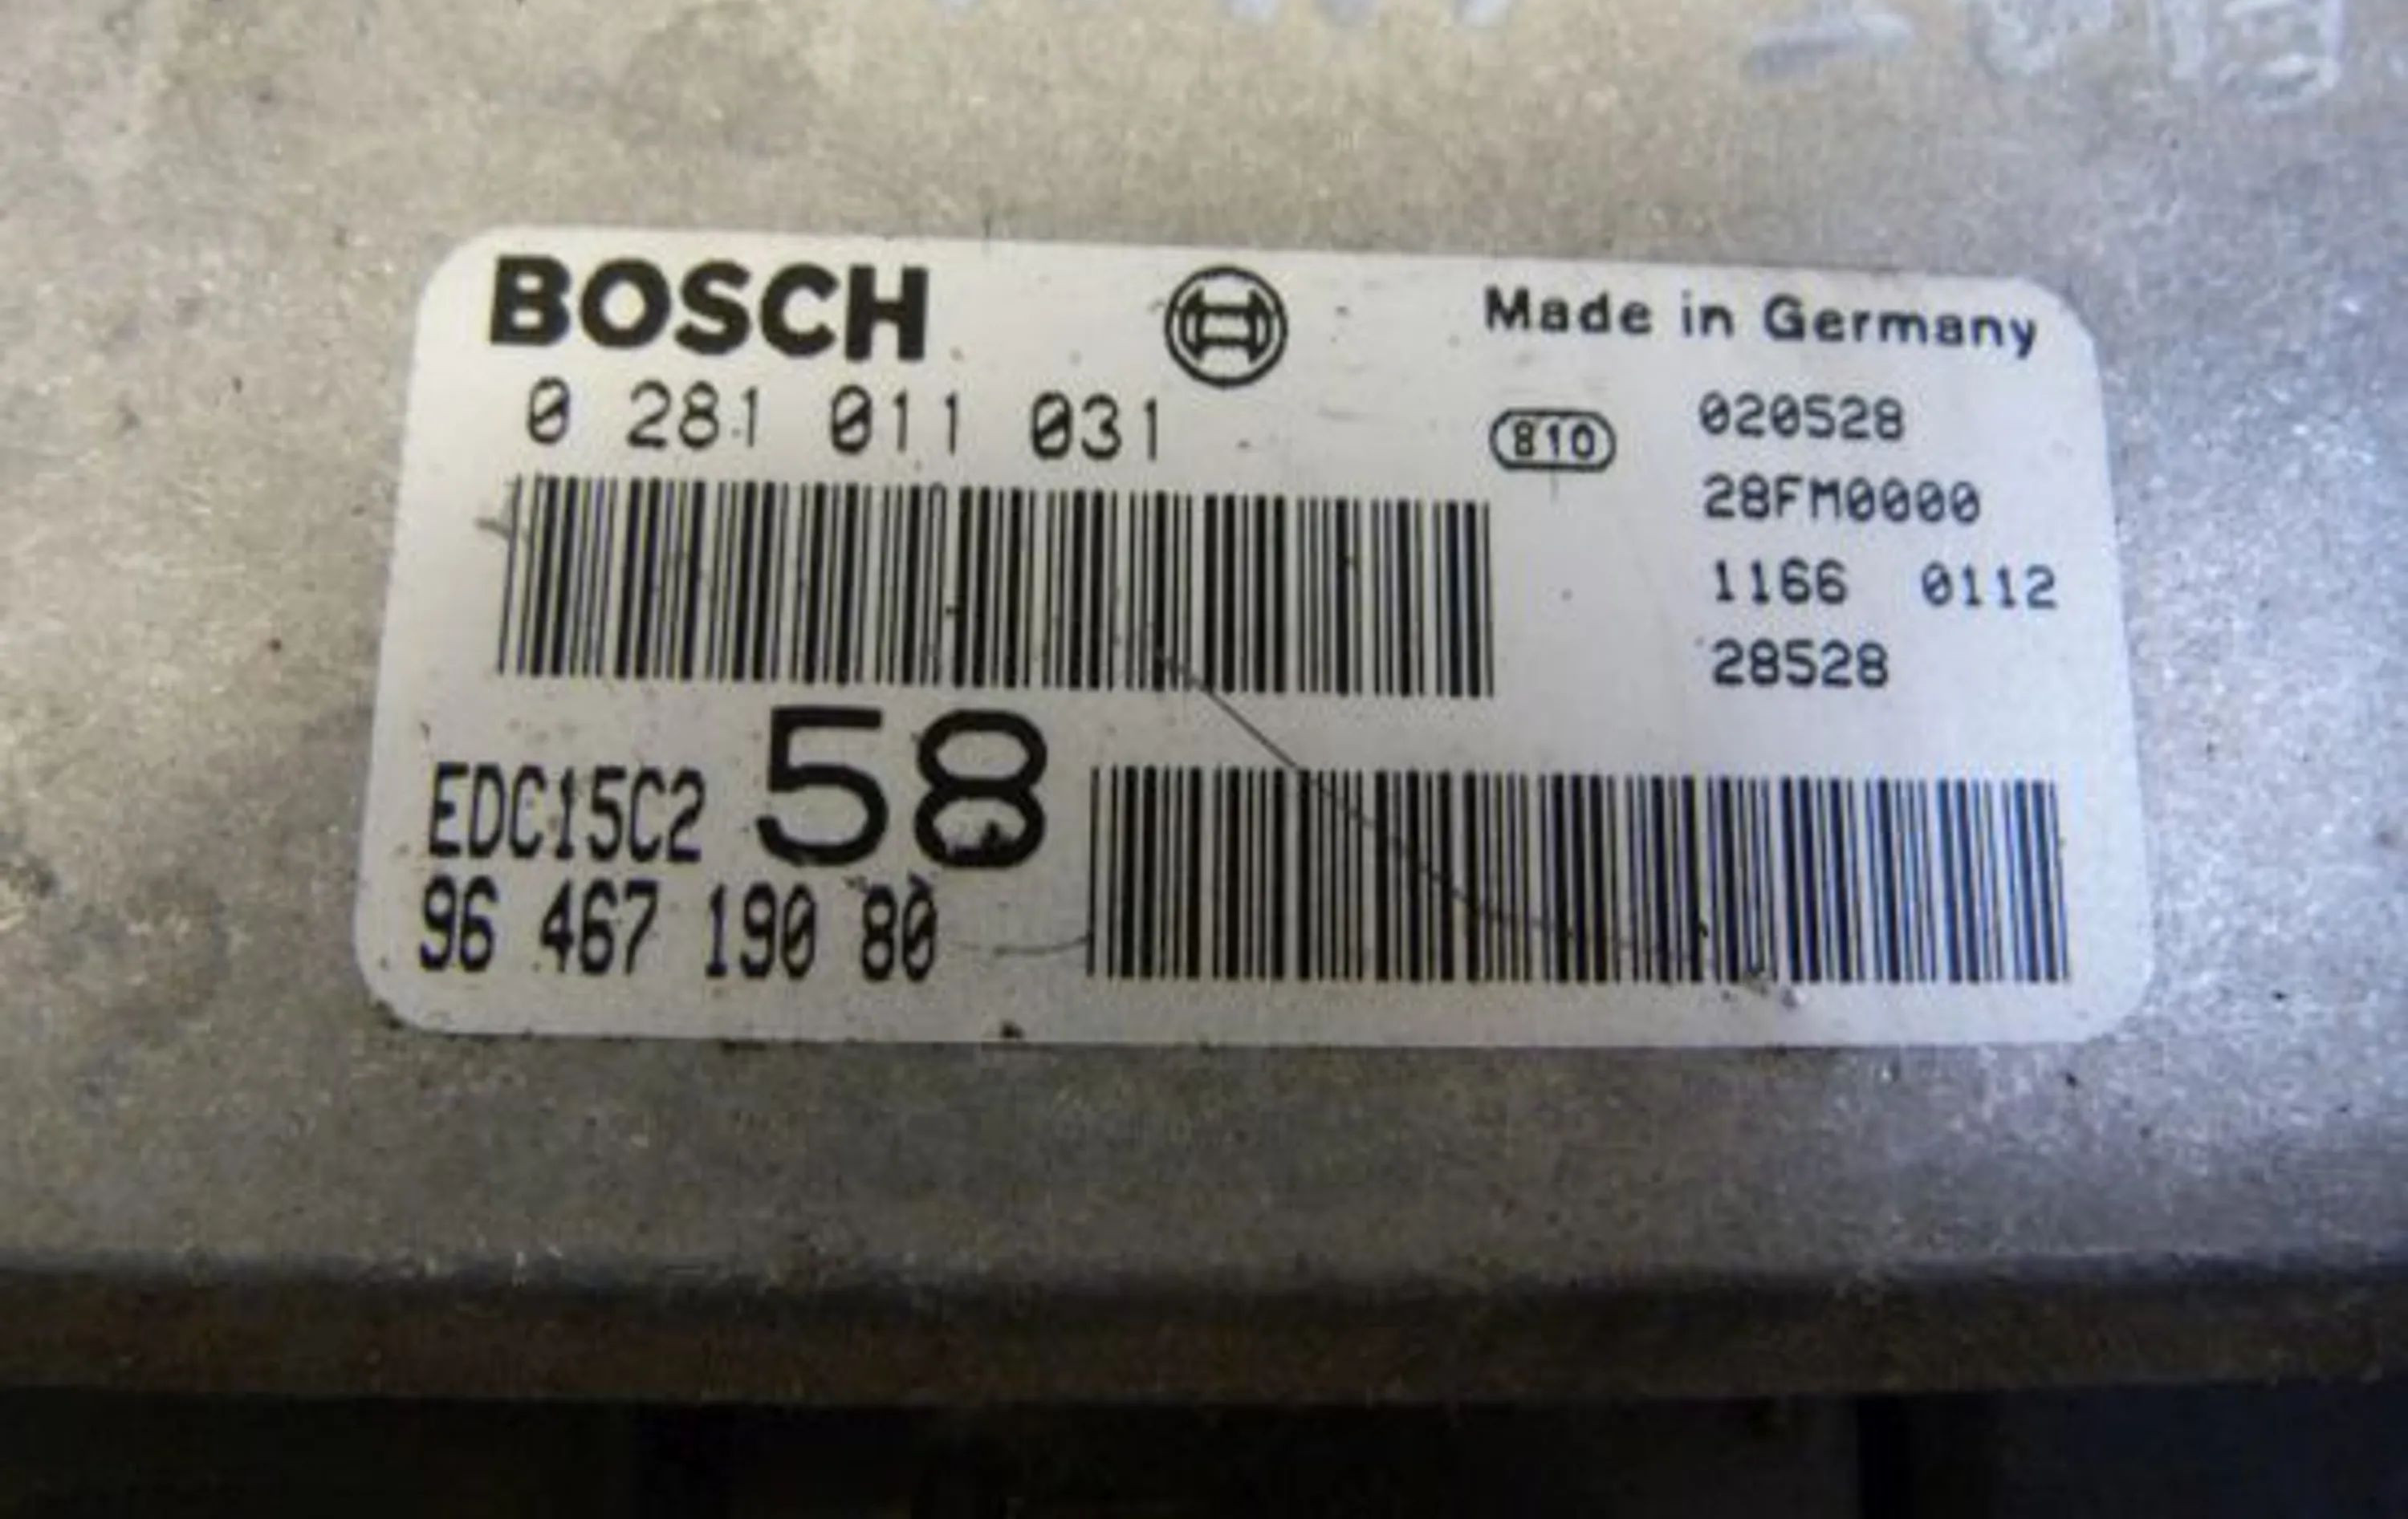 BOSCH
Made in Germany
0 281 011 031
810
020528
28FM0000
1166 0112
28528
EDC15C2 58
96 467 190 80